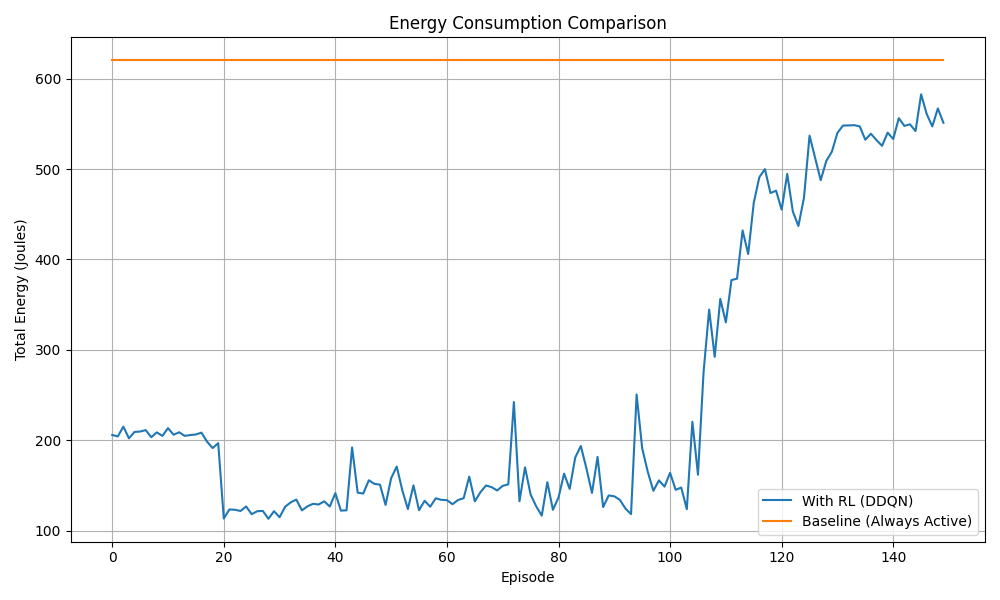 Energy Consumption Comparison
Total Energy (Joules)
600
500
400
300
200
100
With RL (DDQN)
Baseline (Always Active)
0 20 40 60 80 100 120 140
Episode